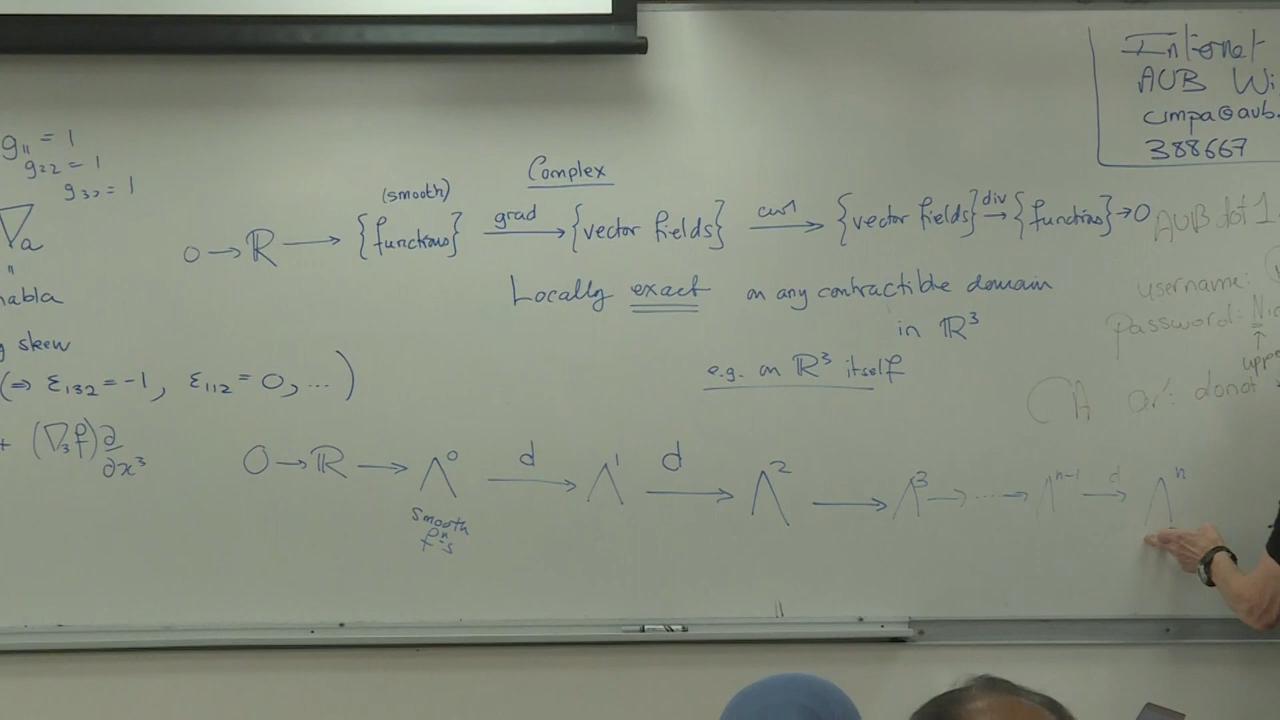 Internet
AUB Wi
cimpa@aub.
388667
g₁₁ = 1
g₂₂ = 1
g₃₃ = 1
∇a
"
nabla
skew
(⇒ ε₁₃₂ = -1, ε₁₁₂ = 0, ...)
+ (∇₃f) ∂/∂x³
Complex
(smooth)
0 → ℝ → {functions} grad→ {vector fields} curl→ {vector fields} div→ {functions} → 0
Locally exact on any contractible domain
in ℝ³
e.g. on ℝ³ itself
0 → ℝ → Λ⁰ d→ Λ¹ d→ Λ² → Λ³ → ... → Λⁿ⁻¹ d→ Λⁿ
smooth
fⁿs
AUB dot 1
username:
Password:
donot